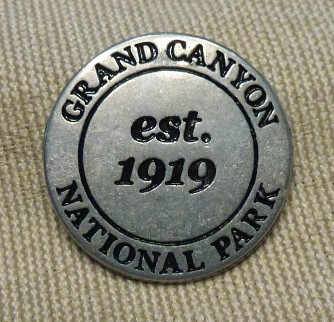 GRAND CANYON
est.
1919
NATIONAL PARK